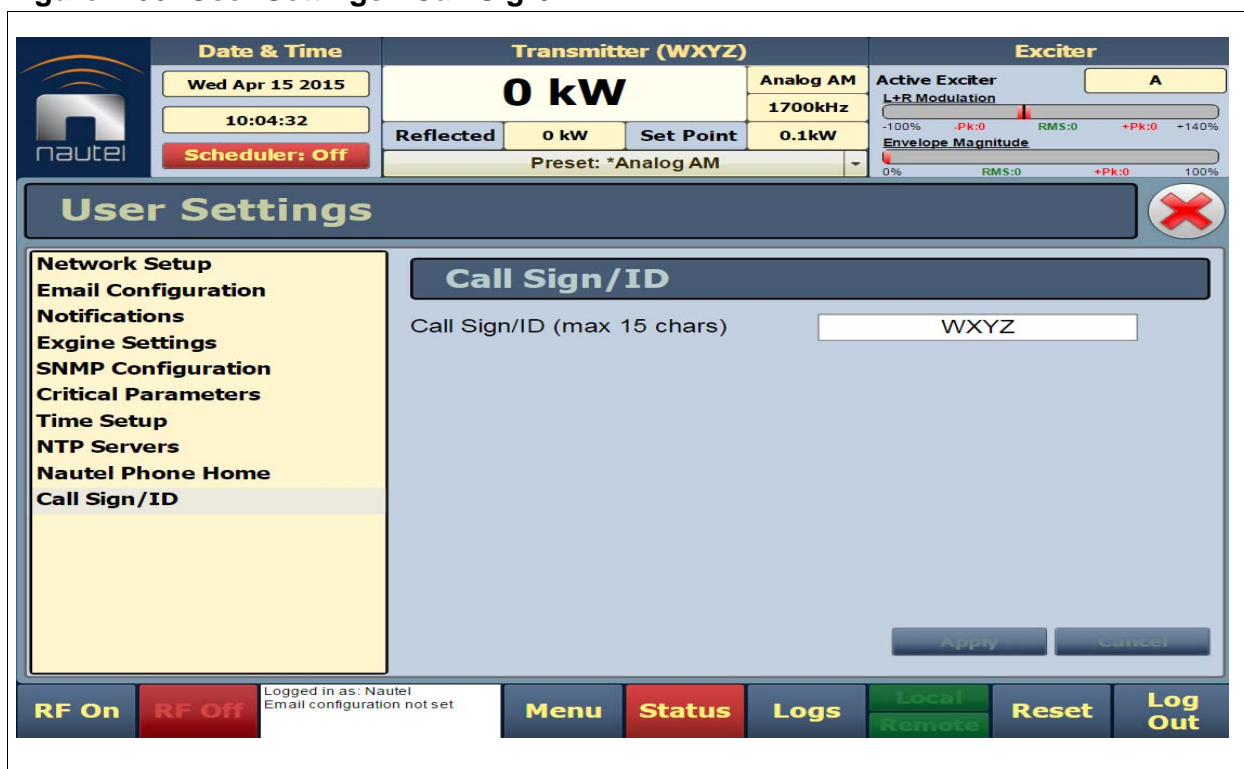 Date & Time
Transmitter (WXYZ)
Exciter
nautel
Wed Apr 15 2015
10:04:32
Scheduler: Off
0 kW
Analog AM
1700kHz
Reflected
0 kW
Set Point
0.1kW
Preset: *Analog AM
Active Exciter
A
L+R Modulation
-100% -Pk:0 RMS:0 +Pk:0 +140%
Envelope Magnitude
0% RMS:0 +Pk:0 100%
User Settings
Network Setup
Email Configuration
Notifications
Exgine Settings
SNMP Configuration
Critical Parameters
Time Setup
NTP Servers
Nautel Phone Home
Call Sign/ID
Call Sign/ID
Call Sign/ID (max 15 chars)
WXYZ
Apply
Cancel
RF On
RF Off
Logged in as: Nautel
Email configuration not set
Menu
Status
Logs
Local
Remote
Reset
Log
Out